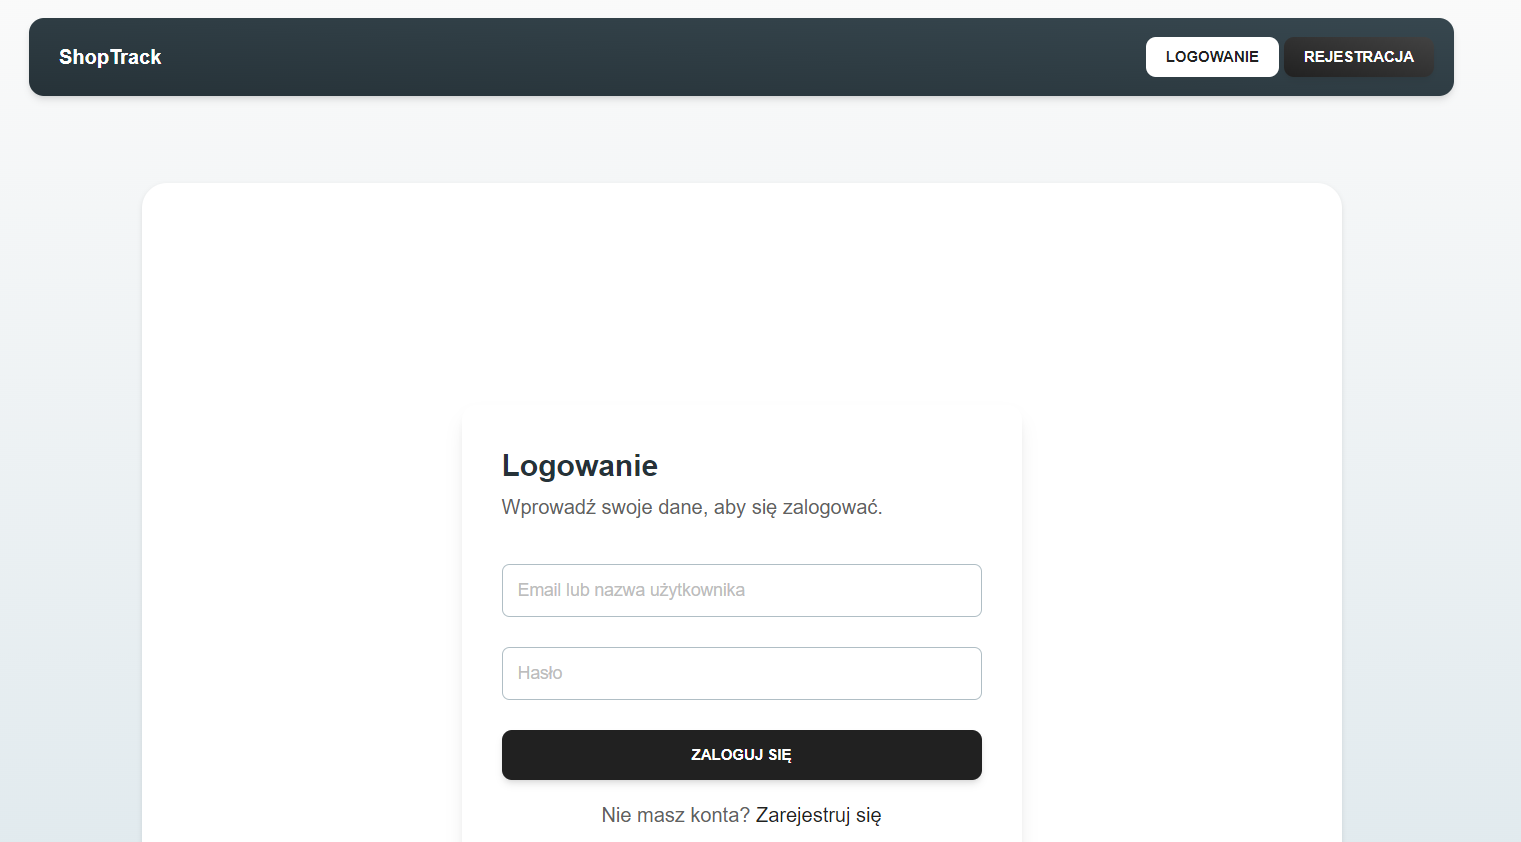 ShopTrack
LOGOWANIE
REJESTRACJA
Logowanie
Wprowadź swoje dane, aby się zalogować.
Email lub nazwa użytkownika
Hasło
ZALOGUJ SIĘ
Nie masz konta? Zarejestruj się